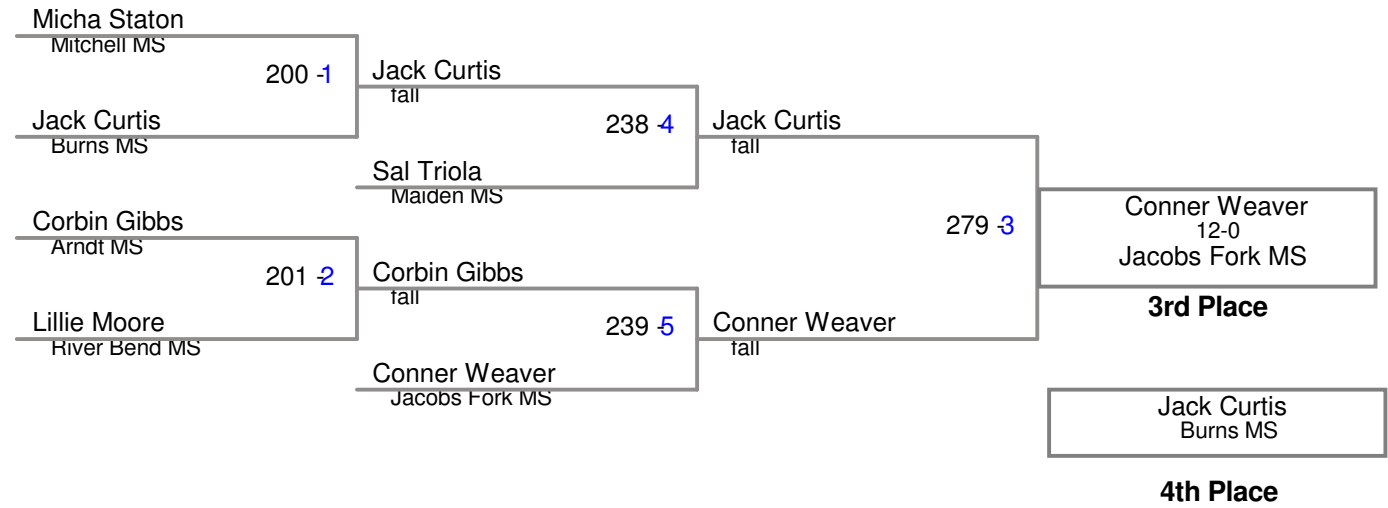 Micha Staton
Mitchell MS
200 -1
Jack Curtis
fall
Jack Curtis
Burns MS
238 -4
Jack Curtis
fall
Sal Triola
Maiden MS
Corbin Gibbs
Arndt MS
201 -2
Corbin Gibbs
fall
Lillie Moore
River Bend MS
239 -5
Conner Weaver
fall
Conner Weaver
Jacobs Fork MS
279 -3
Conner Weaver
12-0
Jacobs Fork MS
3rd Place
Jack Curtis
Burns MS
4th Place